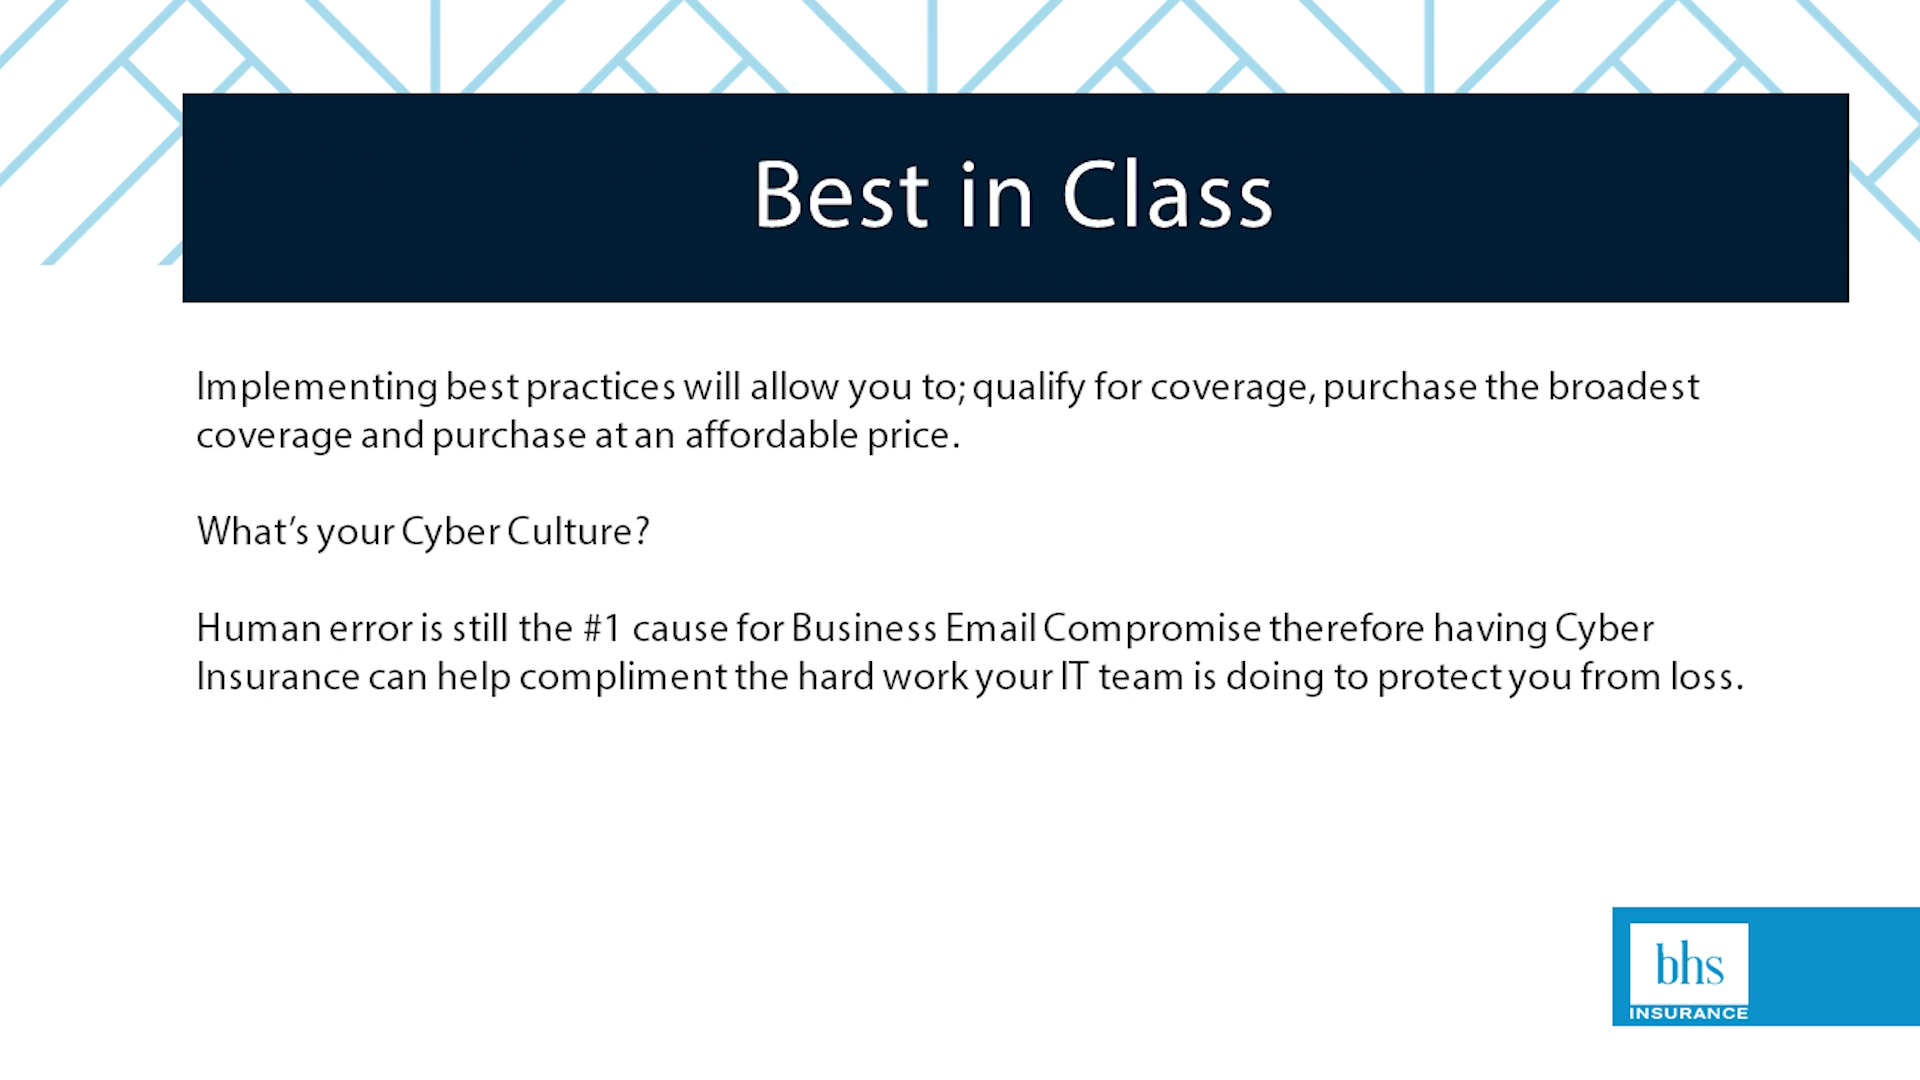 Best in Class
Implementing best practices will allow you to; qualify for coverage, purchase the broadest
coverage and purchase at an affordable price.
What’s your Cyber Culture?
Human error is still the #1 cause for Business Email Compromise therefore having Cyber
Insurance can help compliment the hard work your IT team is doing to protect you from loss.
bhs
INSURANCE